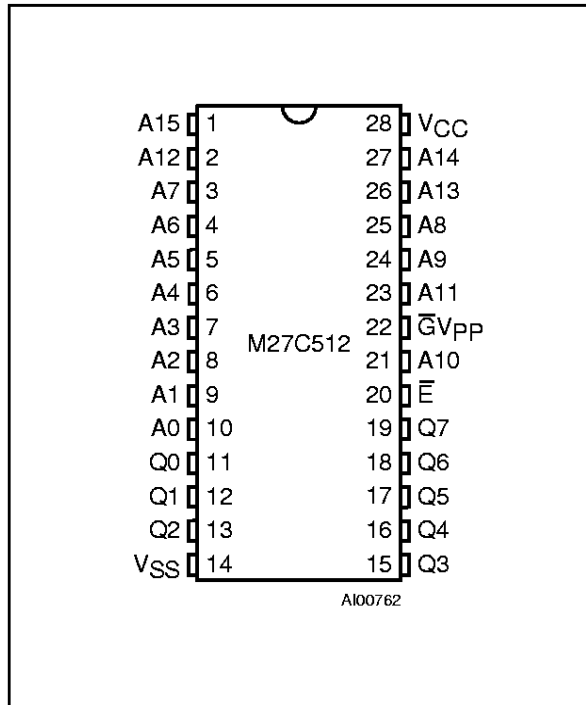 A15 1 28 VCC
A12 2 27 A14
A7 3 26 A13
A6 4 25 A8
A5 5 24 A9
A4 6 23 A11
A3 7 22 G̅VPP
M27C512
A2 8 21 A10
A1 9 20 E̅
A0 10 19 Q7
Q0 11 18 Q6
Q1 12 17 Q5
Q2 13 16 Q4
VSS 14 15 Q3
AI00762